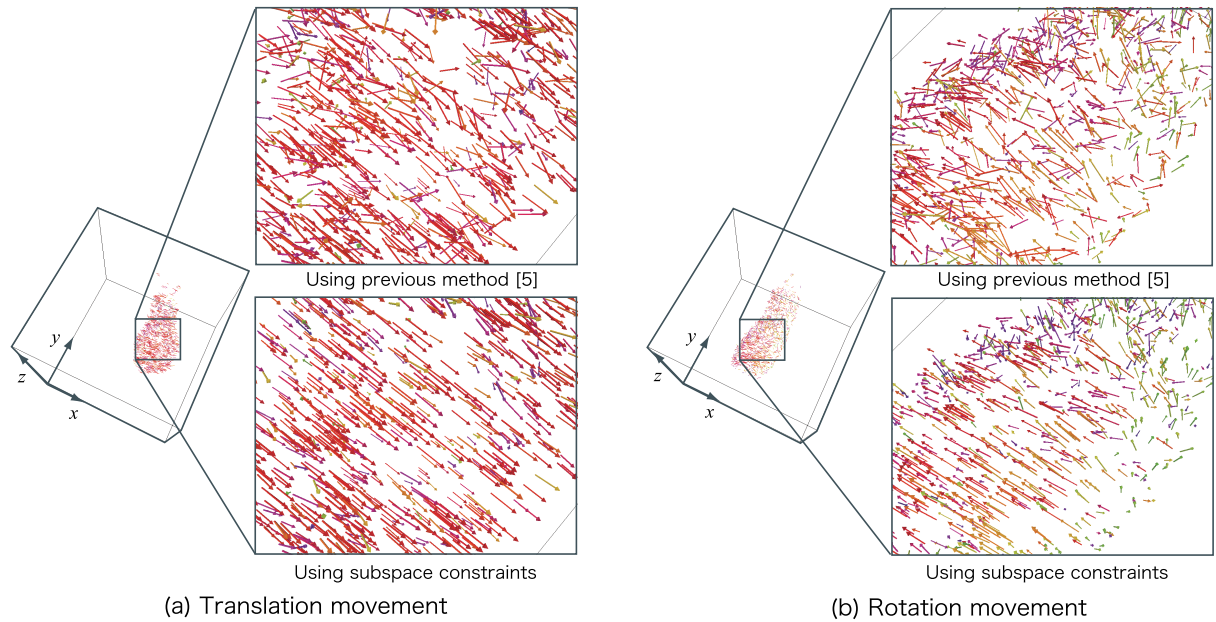 Using previous method [5]
y
z
x
Using subspace constraints
(a) Translation movement
Using previous method [5]
y
z
x
Using subspace constraints
(b) Rotation movement